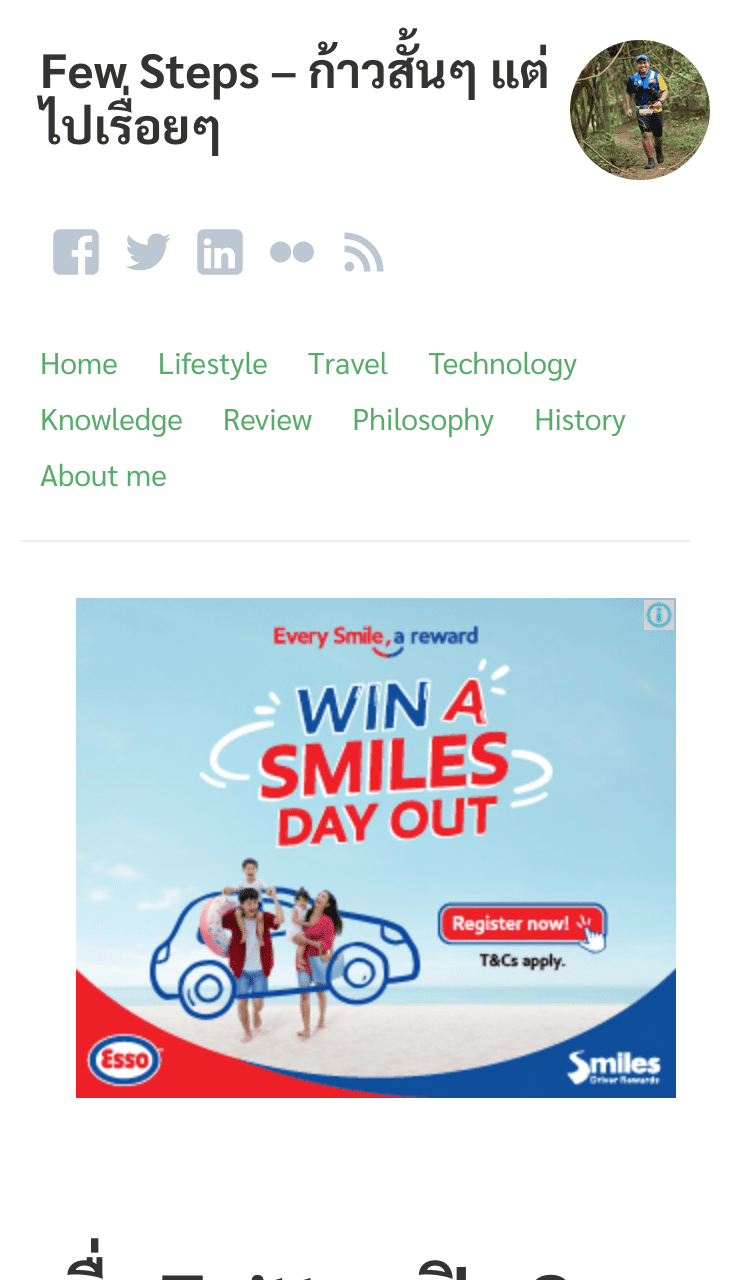 Few Steps – ก้าวสั้นๆ แต่
ไปเรื่อยๆ
Home Lifestyle Travel Technology
Knowledge Review Philosophy History
About me
Every Smile, a reward
WIN A
SMILES
DAY OUT
Register now!
T&Cs apply.
Esso
Smiles
Driver Rewards